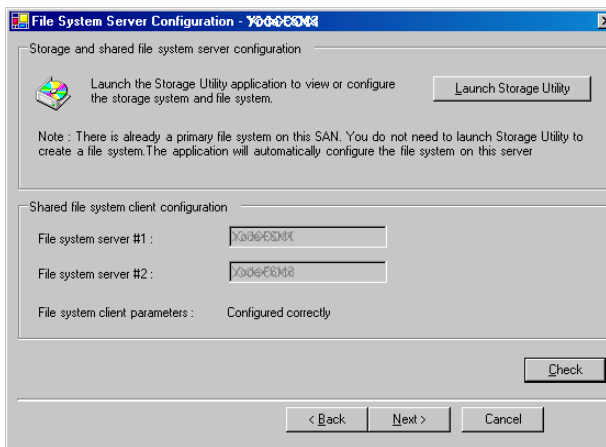 File System Server Configuration -
Storage and shared file system server configuration
Launch the Storage Utility application to view or configure
the storage system and file system.
Launch Storage Utility
Note : There is already a primary file system on this SAN. You do not need to launch Storage Utility to
create a file system.The application will automatically configure the file system on this server
Shared file system client configuration
File system server #1 :
File system server #2 :
File system client parameters : Configured correctly
Check
< Back
Next >
Cancel